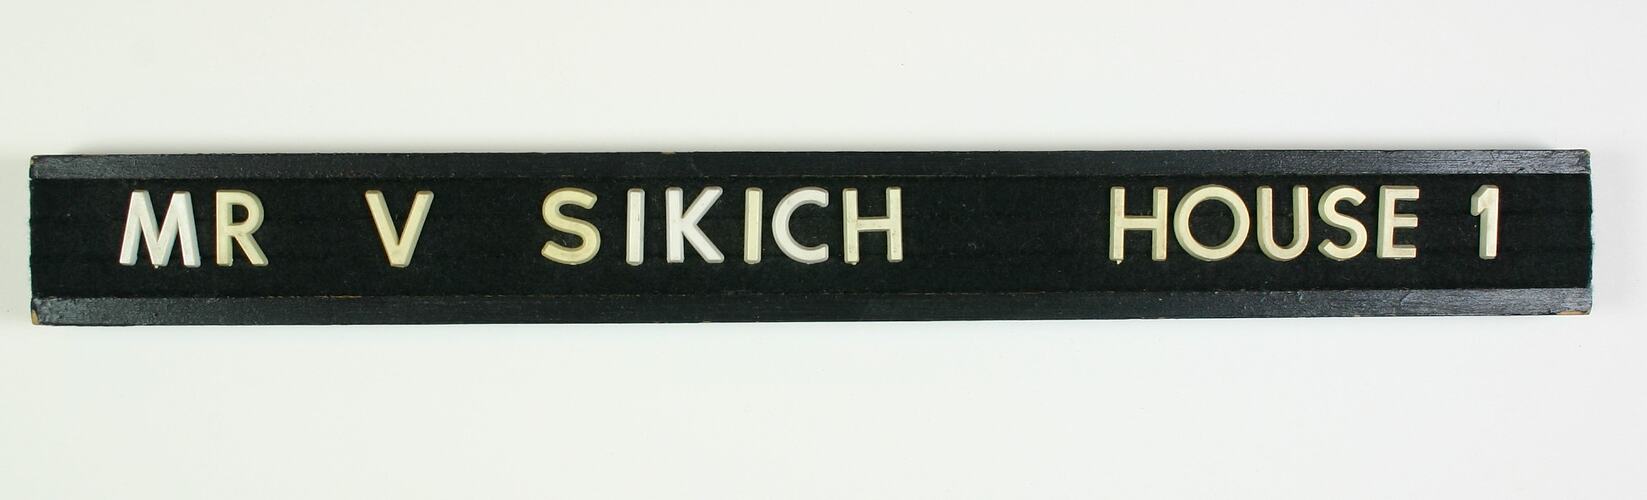 MR V SIKICH HOUSE 1